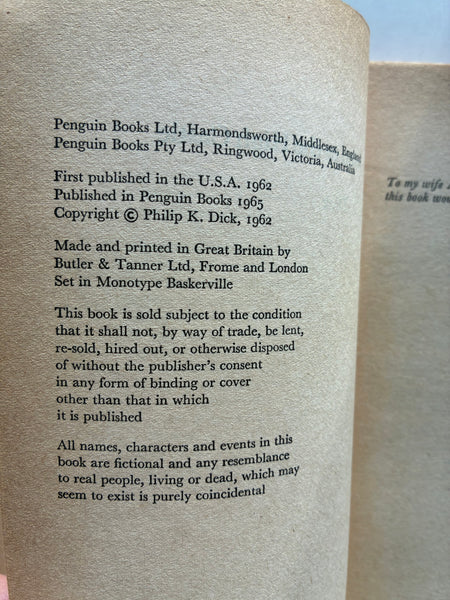 Penguin Books Ltd, Harmondsworth, Middlesex, England
Penguin Books Pty Ltd, Ringwood, Victoria, Australia
First published in the U.S.A. 1962
Published in Penguin Books 1965
Copyright © Philip K. Dick, 1962
Made and printed in Great Britain by
Butler & Tanner Ltd, Frome and London
Set in Monotype Baskerville
This book is sold subject to the condition
that it shall not, by way of trade, be lent,
re-sold, hired out, or otherwise disposed
of without the publisher's consent
in any form of binding or cover
other than that in which
it is published
All names, characters and events in this
book are fictional and any resemblance
to real people, living or dead, which may
seem to exist is purely coincidental
To my wife
this book